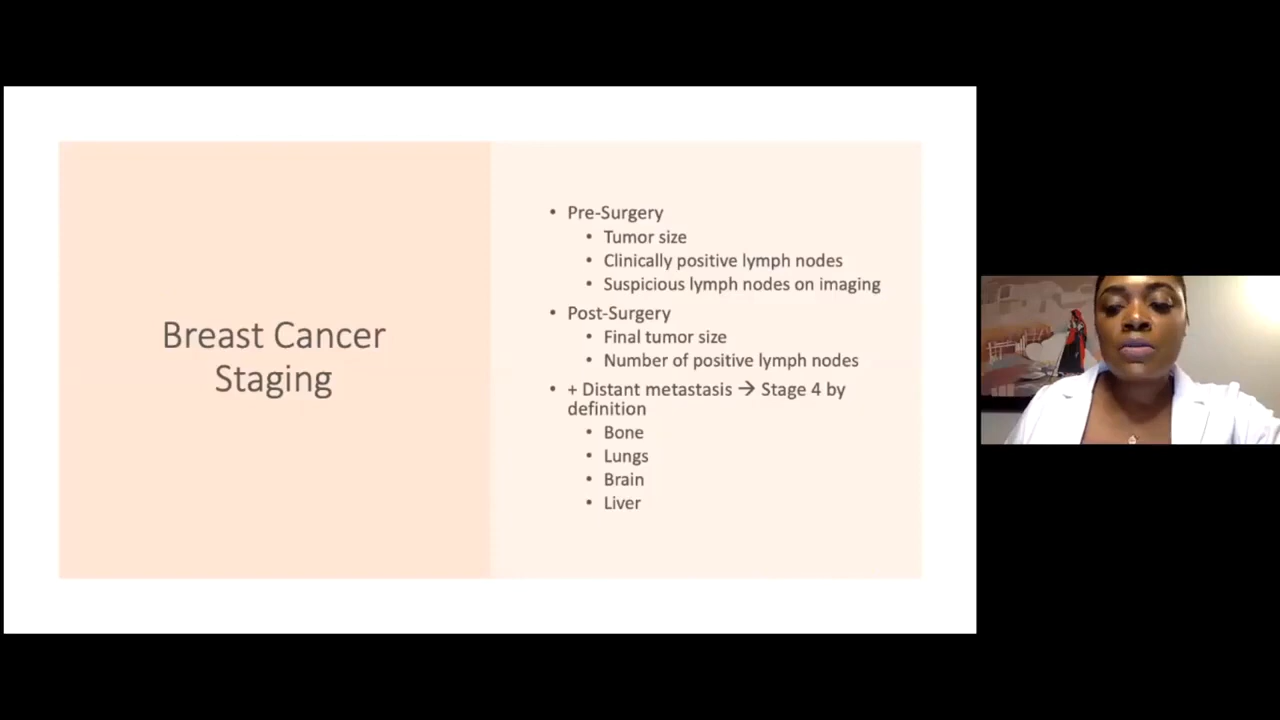 Breast Cancer
Staging
• Pre-Surgery
• Tumor size
• Clinically positive lymph nodes
• Suspicious lymph nodes on imaging
• Post-Surgery
• Final tumor size
• Number of positive lymph nodes
• + Distant metastasis → Stage 4 by
definition
• Bone
• Lungs
• Brain
• Liver